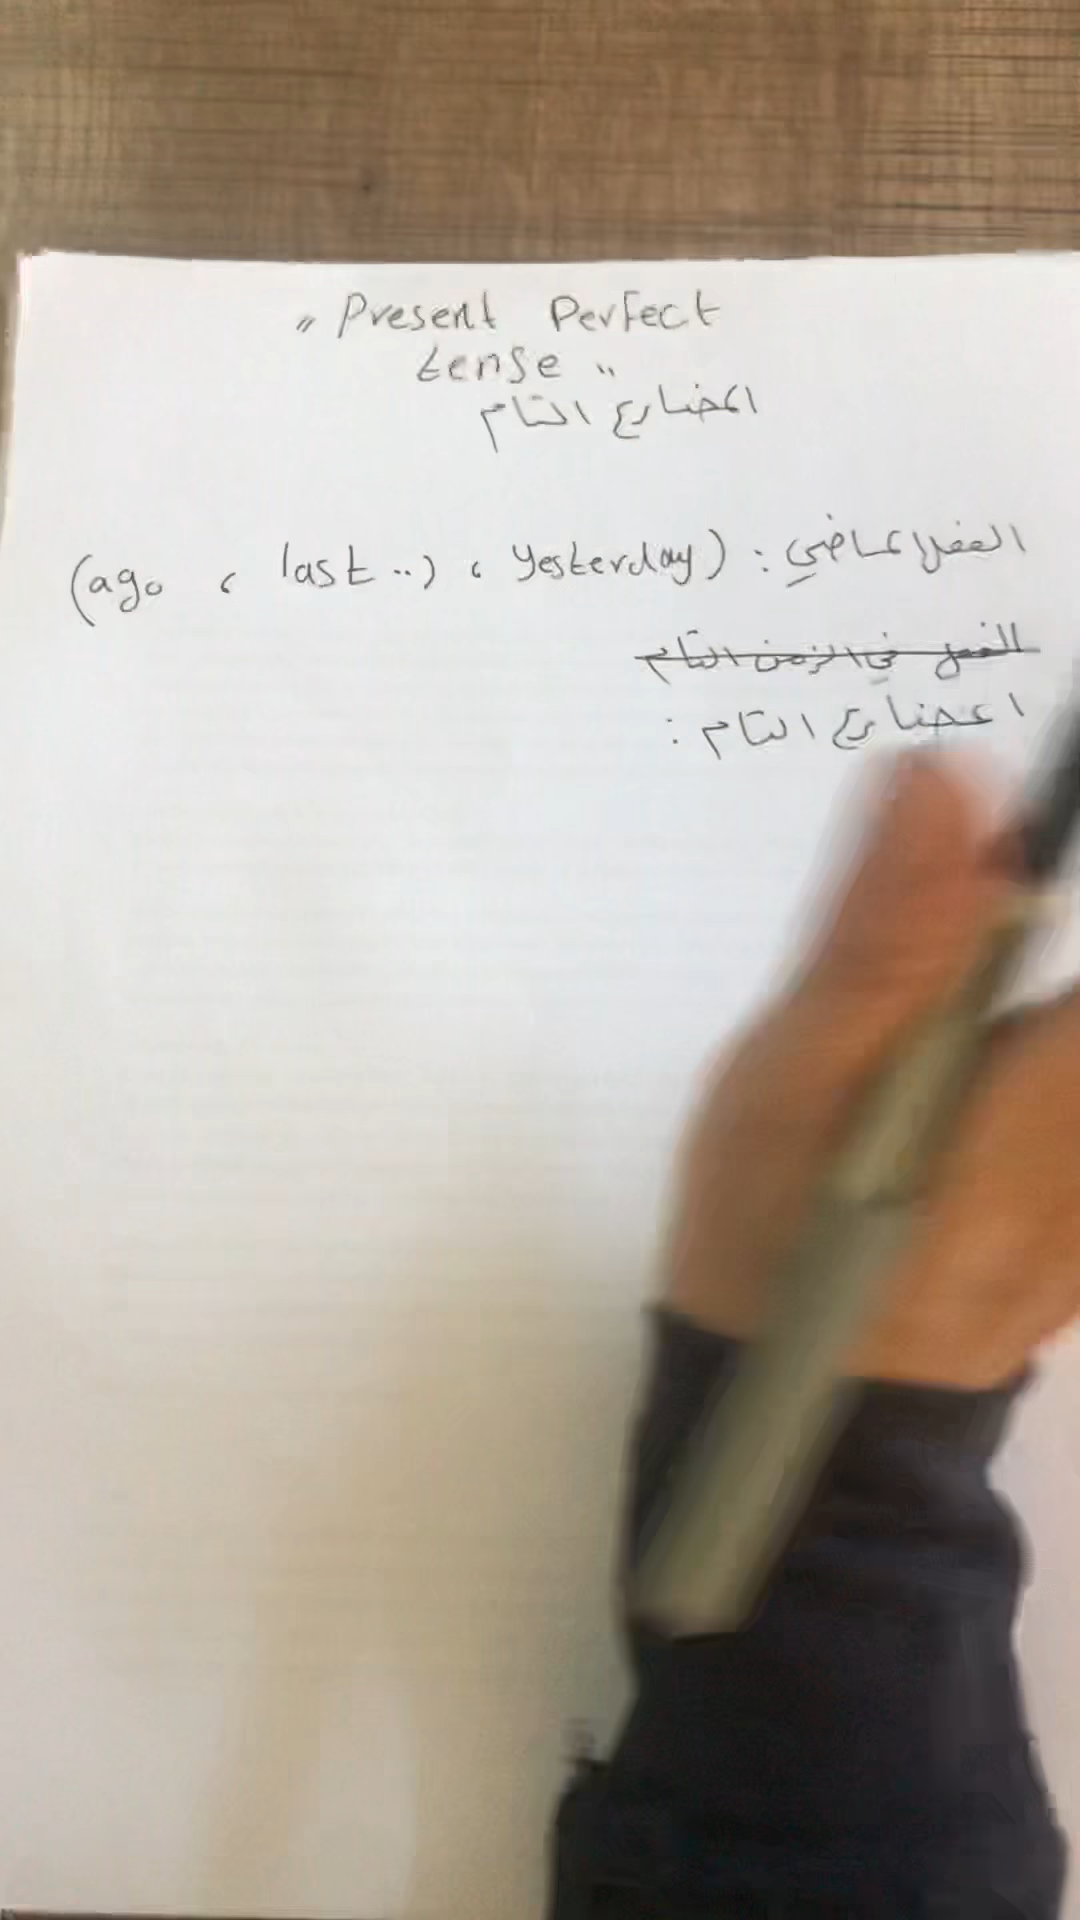 " Present Perfect
tense "
المضارع التام
الفعل الماضي : (ago ، last ..) ، yesterday)
الفعل في الزمن التام
المضارع التام :